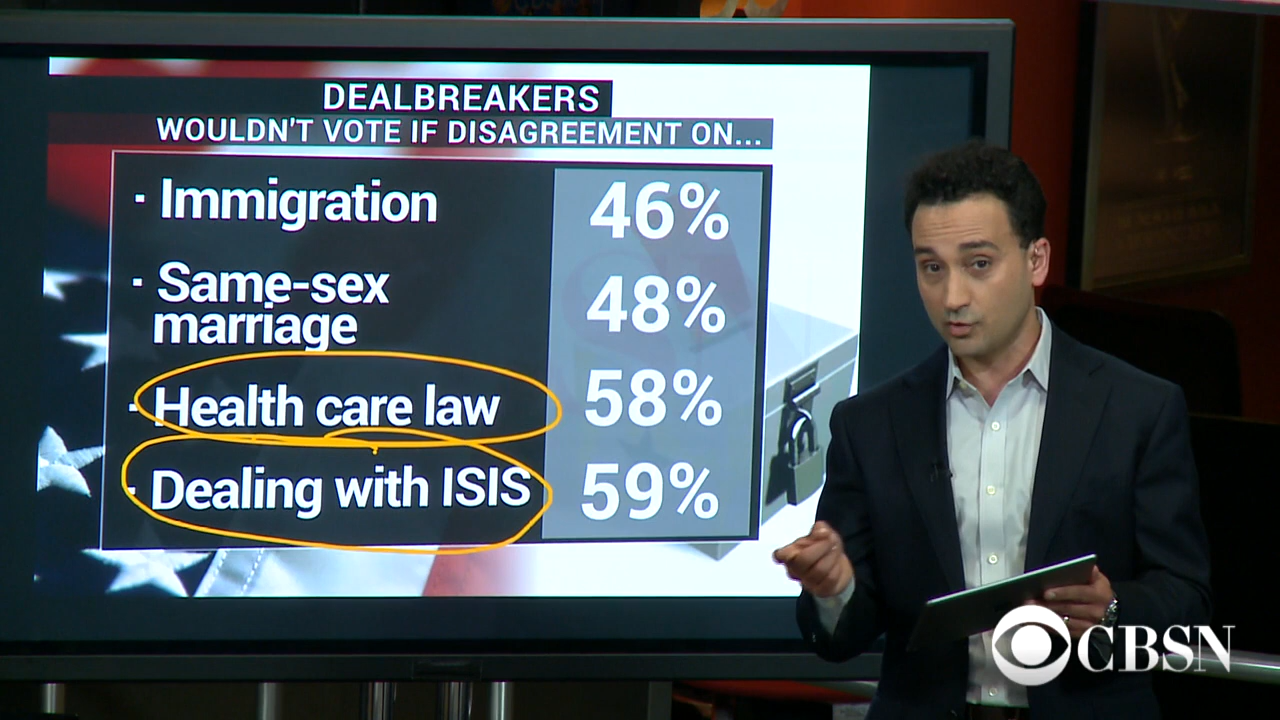 DEALBREAKERS
WOULDN'T VOTE IF DISAGREEMENT ON...
· Immigration 46%
· Same-sex
marriage 48%
· Health care law 58%
· Dealing with ISIS 59%
CBSN